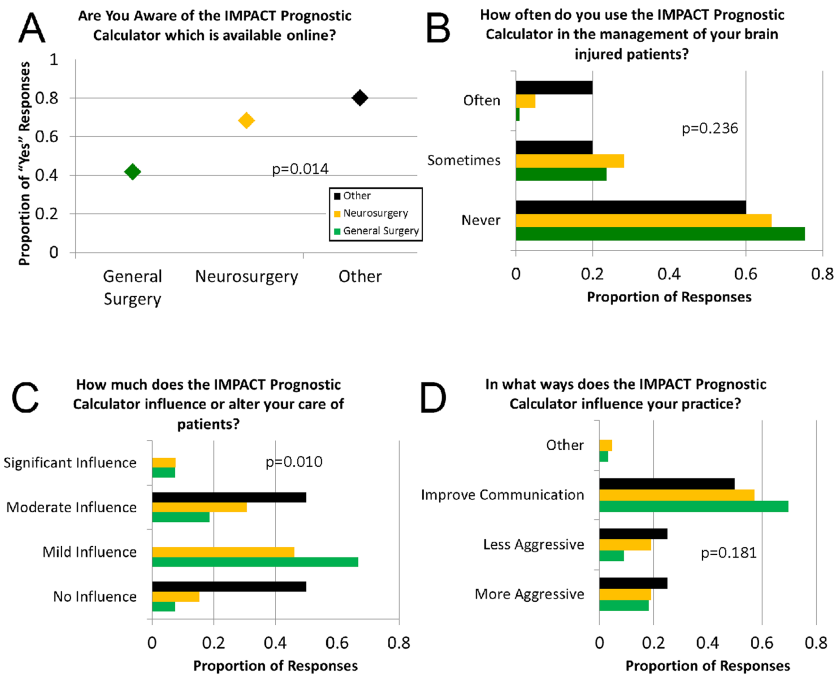 A
Are You Aware of the IMPACT Prognostic
Calculator which is available online?
Proportion of "Yes" Responses
1
0.8
0.6
0.4
0.2
0
p=0.014
Other
Neurosurgery
General Surgery
General
Surgery
Neurosurgery
Other
B
How often do you use the IMPACT Prognostic
Calculator in the management of your brain
injured patients?
Often
Sometimes
Never
p=0.236
0
0.2
0.4
0.6
0.8
Proportion of Responses
C
How much does the IMPACT Prognostic
Calculator influence or alter your care of
patients?
Significant Influence
Moderate Influence
Mild Influence
No Influence
p=0.010
0
0.2
0.4
0.6
0.8
Proportion of Responses
D
In what ways does the IMPACT Prognostic
Calculator influence your practice?
Other
Improve Communication
Less Aggressive
More Aggressive
p=0.181
0
0.2
0.4
0.6
0.8
Proportion of Responses